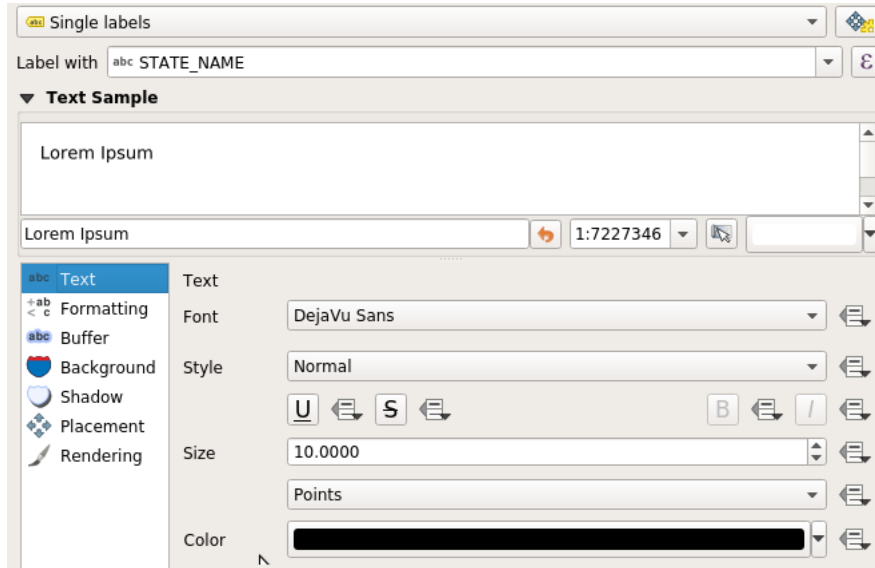 abc Single labels
Label with abc STATE_NAME ε
Text Sample
Lorem Ipsum
Lorem Ipsum 1:7227346
abc Text
+ab < c Formatting
abc Buffer
Background
Shadow
Placement
Rendering
Text
Font DejaVu Sans
Style Normal
U S B I
Size 10.0000
Points
Color